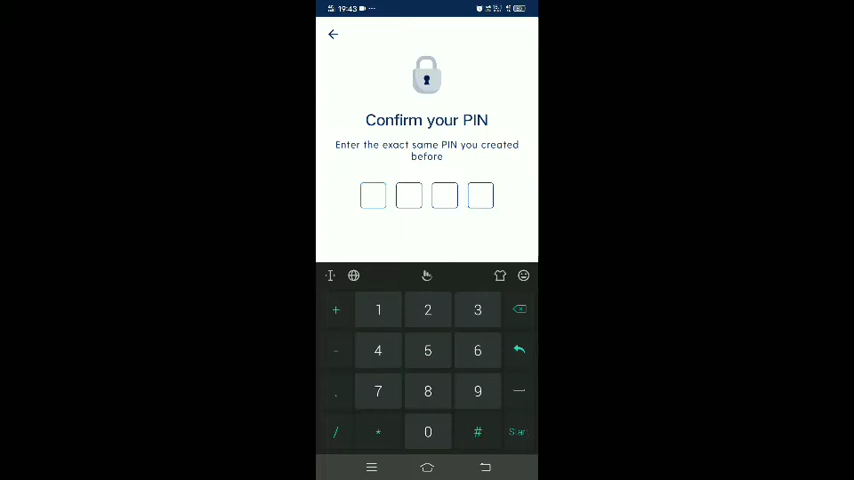 19:43
Confirm your PIN
Enter the exact same PIN you created
before
+ 1 2 3
- 4 5 6
. 7 8 9
/ * 0 #